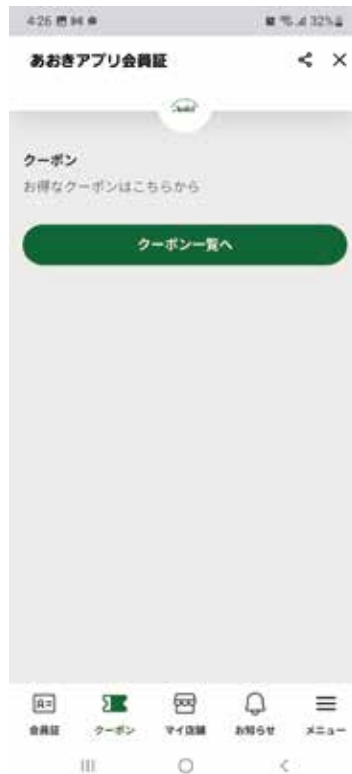 4:26
32%
あおきアプリ会員証
クーポン
お得なクーポンはこちらから
クーポン一覧へ
会員証
クーポン
マイ店舗
お知らせ
メニュー